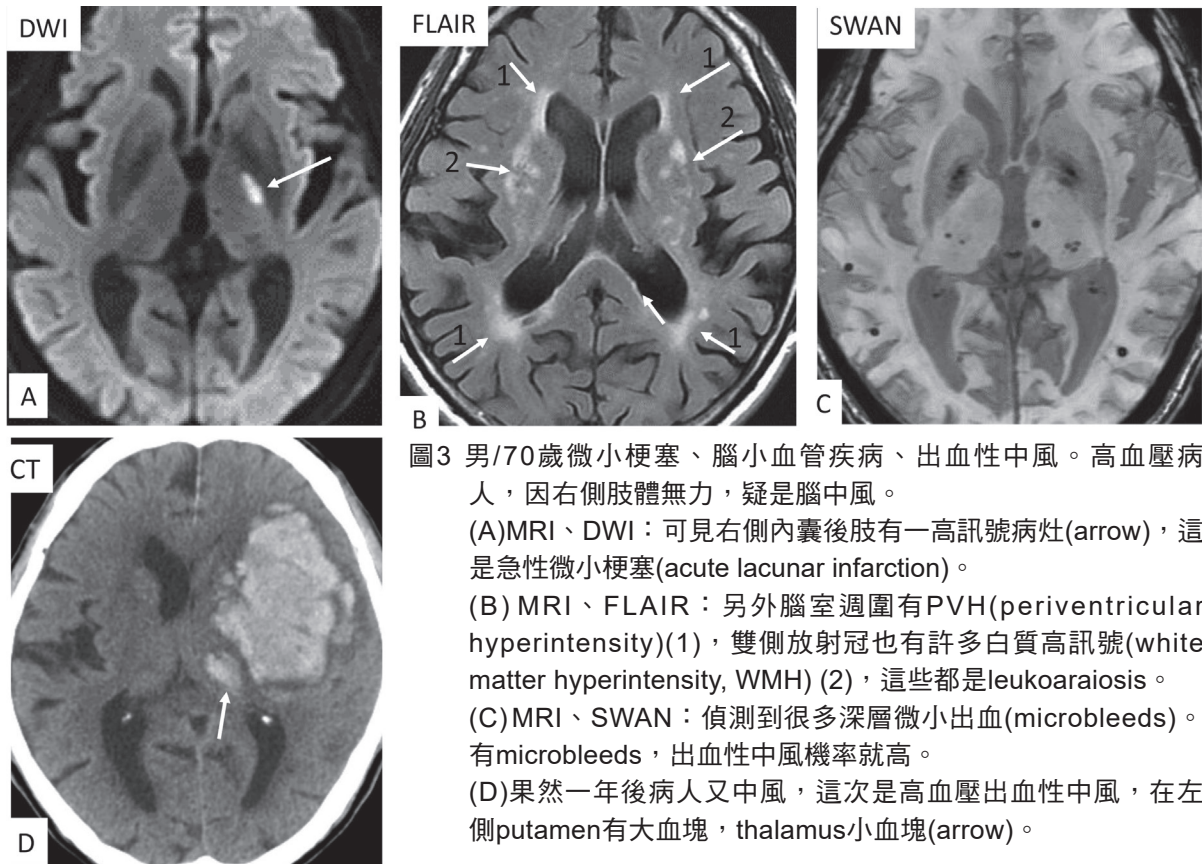 DWI
A
FLAIR
1
1
2
2
1
1
B
SWAN
C
CT
D
圖3 男/70歲微小梗塞、腦小血管疾病、出血性中風。高血壓病
人，因右側肢體無力，疑是腦中風。
(A)MRI、DWI：可見右側內囊後肢有一高訊號病灶(arrow)，這
是急性微小梗塞(acute lacunar infarction)。
(B) MRI、FLAIR：另外腦室週圍有PVH(periventricular
hyperintensity)(1)，雙側放射冠也有許多白質高訊號(white
matter hyperintensity, WMH) (2)，這些都是leukoaraiosis。
(C)MRI、SWAN：偵測到很多深層微小出血(microbleeds)。
有microbleeds，出血性中風機率就高。
(D)果然一年後病人又中風，這次是高血壓出血性中風，在左
側putamen有大血塊，thalamus小血塊(arrow)。